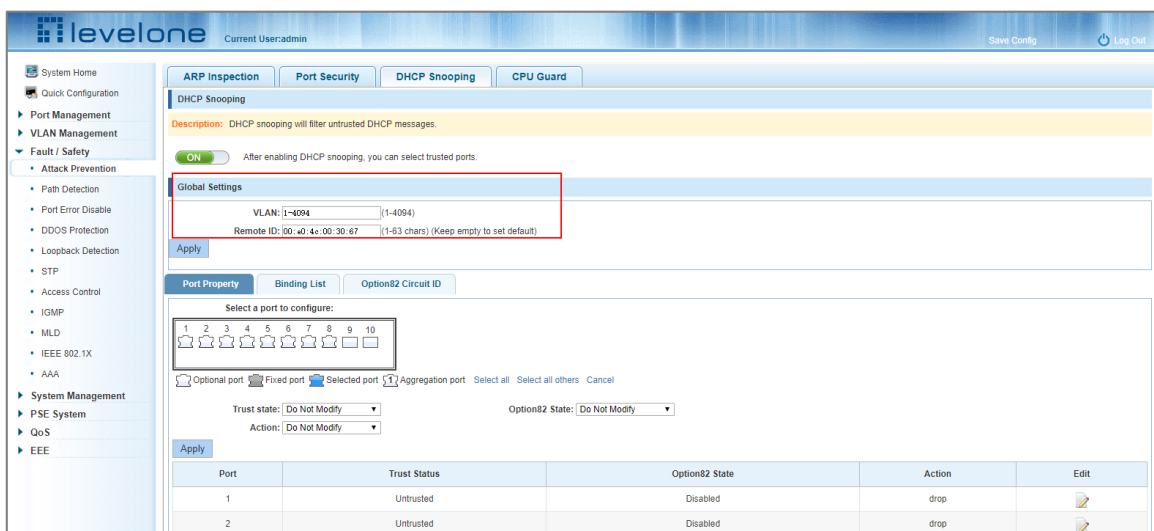 levelone
Current User:admin
Save Config
Log Out
System Home
Quick Configuration
Port Management
VLAN Management
Fault / Safety
Attack Prevention
Path Detection
Port Error Disable
DDOS Protection
Loopback Detection
STP
Access Control
IGMP
MLD
IEEE 802.1X
AAA
System Management
PSE System
QoS
EEE
ARP Inspection Port Security DHCP Snooping CPU Guard
DHCP Snooping
Description: DHCP snooping will filter untrusted DHCP messages.
ON After enabling DHCP snooping, you can select trusted ports.
Global Settings
VLAN: 1-4094 (1-4094)
Remote ID: 00:e0:4c:00:30:67 (1-63 chars) (Keep empty to set default)
Apply
Port Property Binding List Option82 Circuit ID
Select a port to configure:
1 2 3 4 5 6 7 8 9 10
Optional port Fixed port Selected port 1 Aggregation port Select all Select all others Cancel
Trust state: Do Not Modify Option82 State: Do Not Modify
Action: Do Not Modify
Apply
Port Trust Status Option82 State Action Edit
1 Untrusted Disabled drop
2 Untrusted Disabled drop